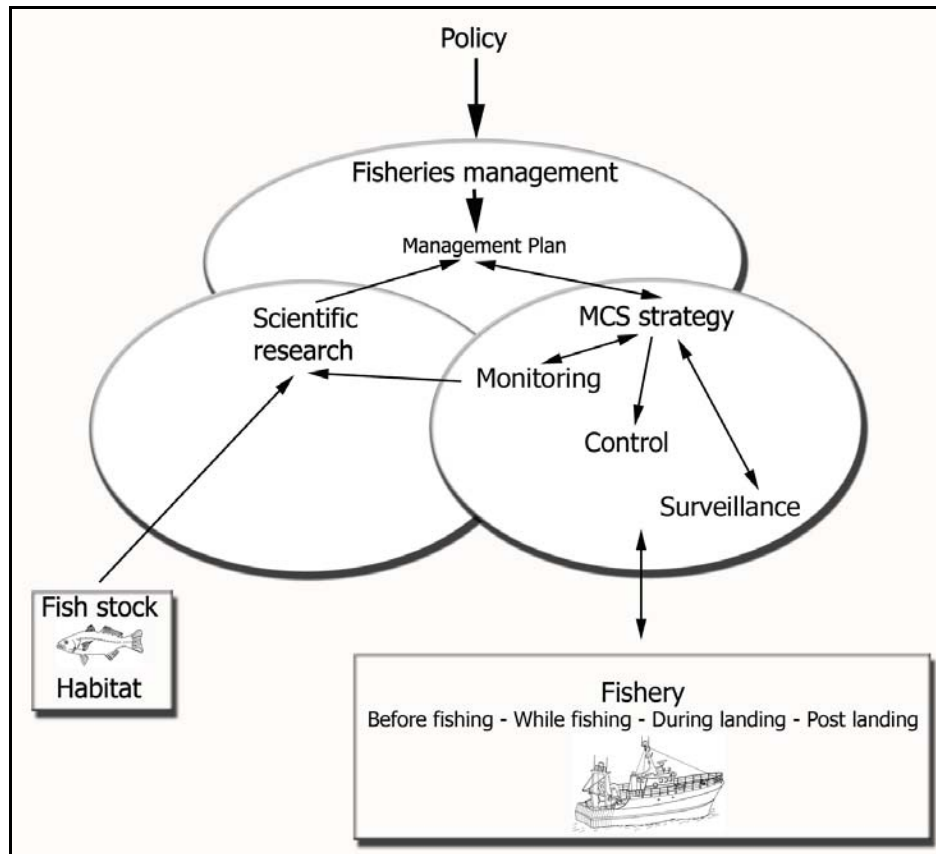 Policy
Fisheries management
Management Plan
Scientific
research
MCS strategy
Monitoring
Control
Surveillance
Fish stock
Habitat
Fishery
Before fishing - While fishing - During landing - Post landing